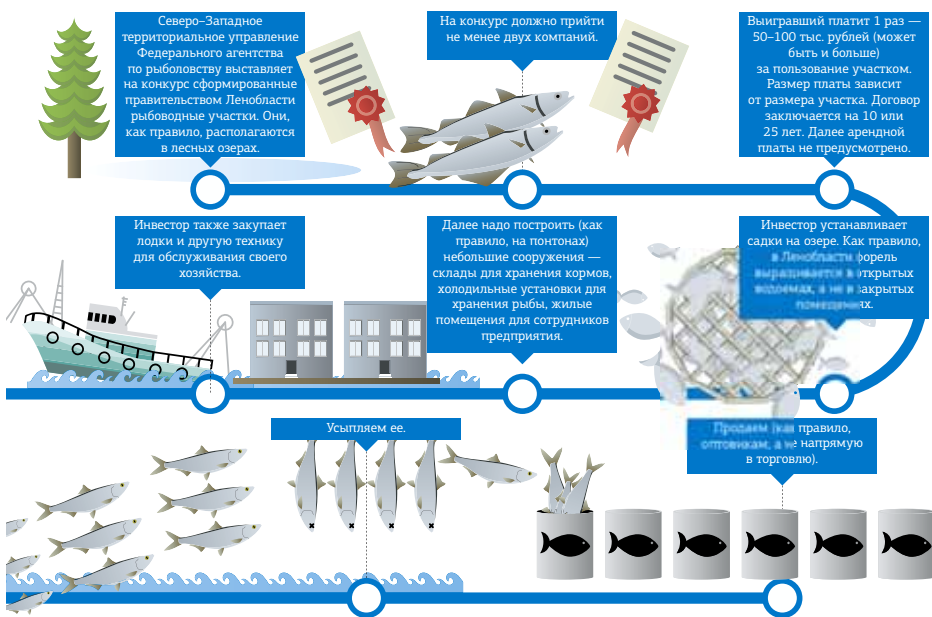 Северо–Западное
территориальное управление
Федерального агентства
по рыболовству выставляет
на конкурс сформированные
правительством Ленобласти
рыбоводные участки. Они,
как правило, располагаются
в лесных озерах.
На конкурс должно прийти
не менее двух компаний.
Выигравший платит 1 раз —
50–100 тыс. рублей (может
быть и больше)
за пользование участком.
Размер платы зависит
от размера участка. Договор
заключается на 10 или
25 лет. Далее арендной
платы не предусмотрено.
Инвестор устанавливает
садки на озере. Как правило,
в Ленобласти форель
выращивается в открытых
водоемах, а не в закрытых
помещениях.
Далее надо построить (как
правило, на понтонах)
небольшие сооружения —
склады для хранения кормов,
холодильные установки для
хранения рыбы, жилые
помещения для сотрудников
предприятия.
Инвестор также закупает
лодки и другую технику
для обслуживания своего
хозяйства.
Усыпляем ее.
Продаем (как правило,
оптовикам, а не напрямую
в торговлю).